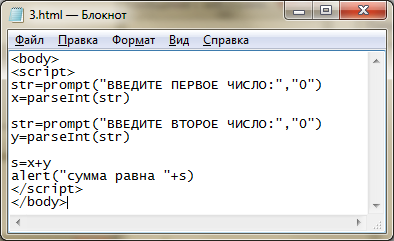 3.html — Блокнот
Файл Правка Формат Вид Справка
<body>
<script>
str=prompt("ВВЕДИТЕ ПЕРВОЕ ЧИСЛО:","0")
x=parseInt(str)
str=prompt("ВВЕДИТЕ ВТОРОЕ ЧИСЛО:","0")
y=parseInt(str)
s=x+y
alert("сумма равна "+s)
</script>
</body>